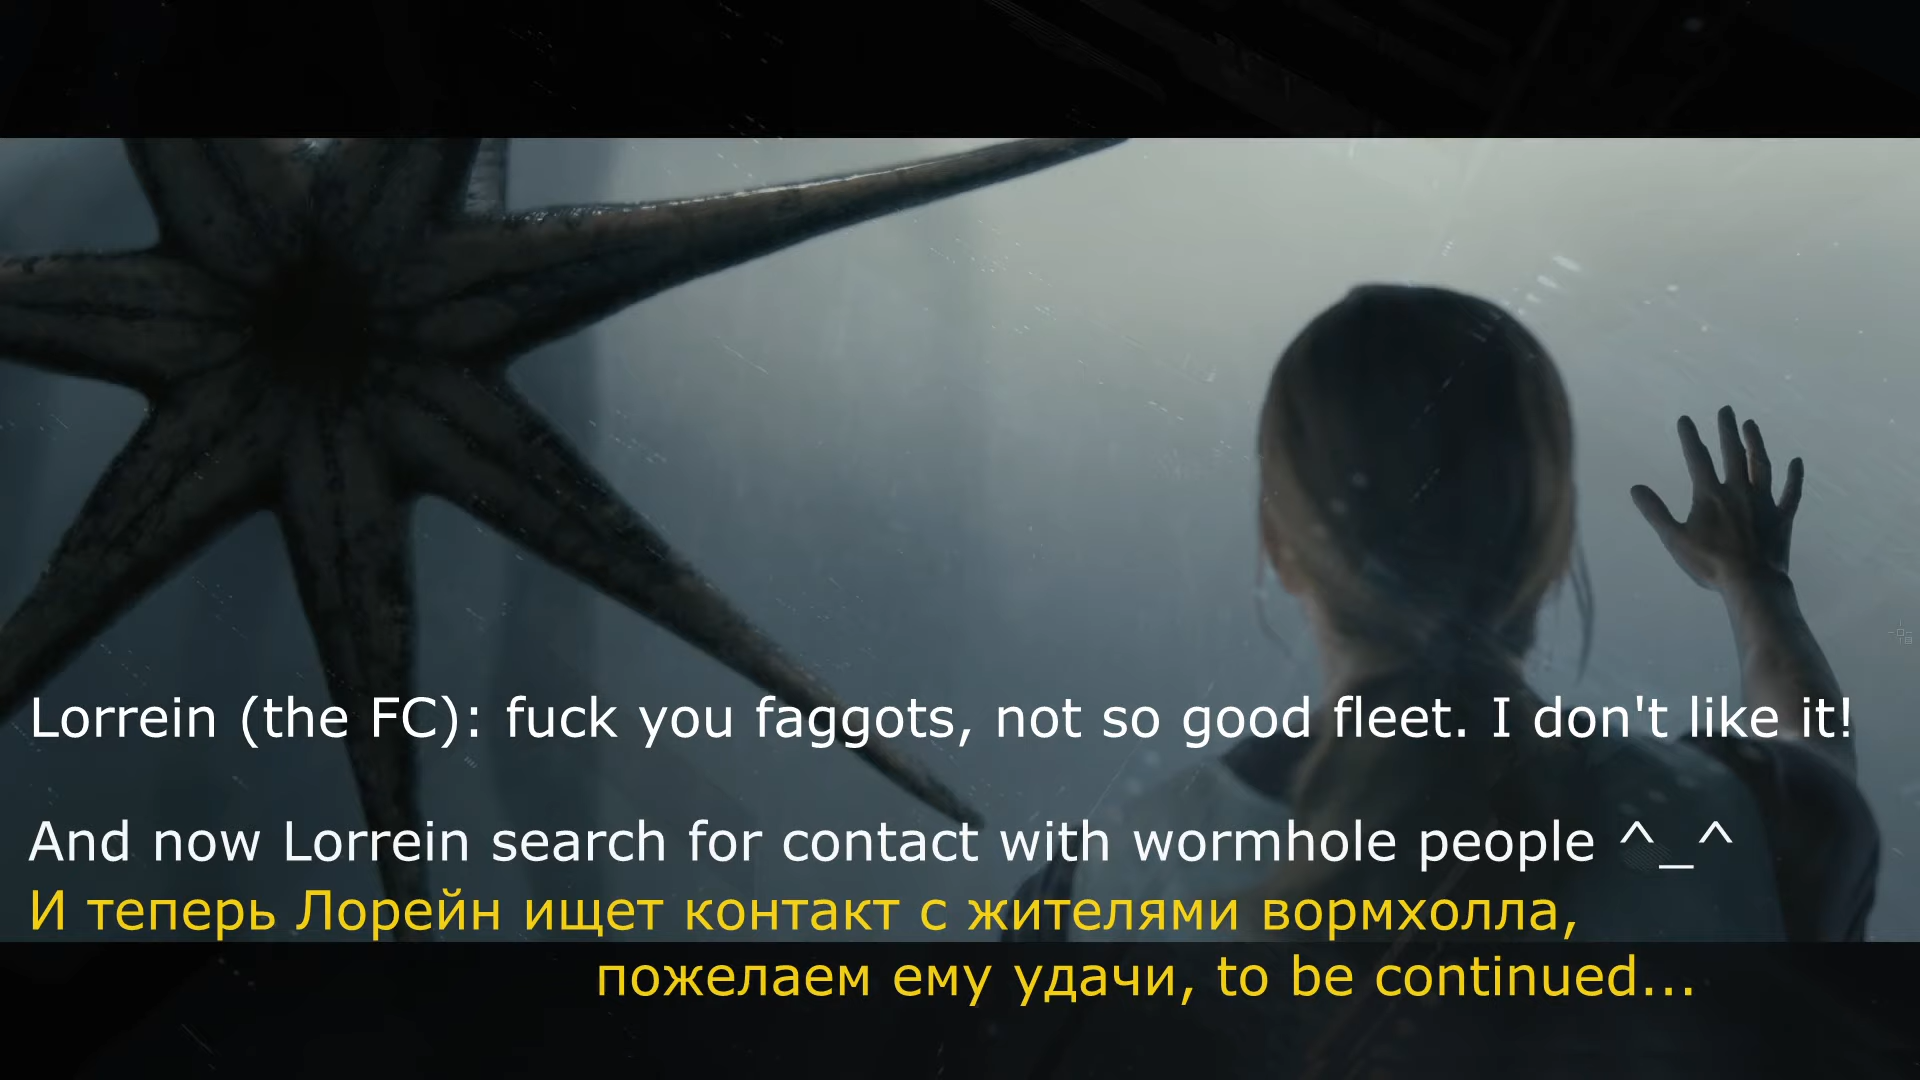 Lorrein (the FC): fuck you faggots, not so good fleet. I don't like it!
And now Lorrein search for contact with wormhole people ^_^
И теперь Лорейн ищет контакт с жителями вормхолла,
пожелаем ему удачи, to be continued...